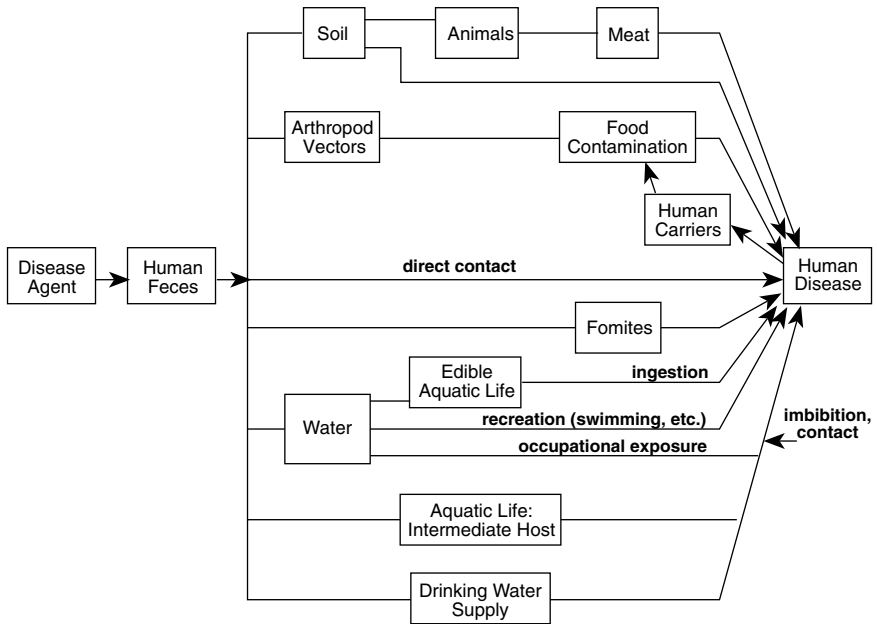 Soil
Animals
Meat
Arthropod
Vectors
Food
Contamination
Human
Carriers
Disease
Agent
Human
Feces
direct contact
Human
Disease
Fomites
Edible
Aquatic Life
ingestion
Water
recreation (swimming, etc.)
occupational exposure
imbibition,
contact
Aquatic Life:
Intermediate Host
Drinking Water
Supply